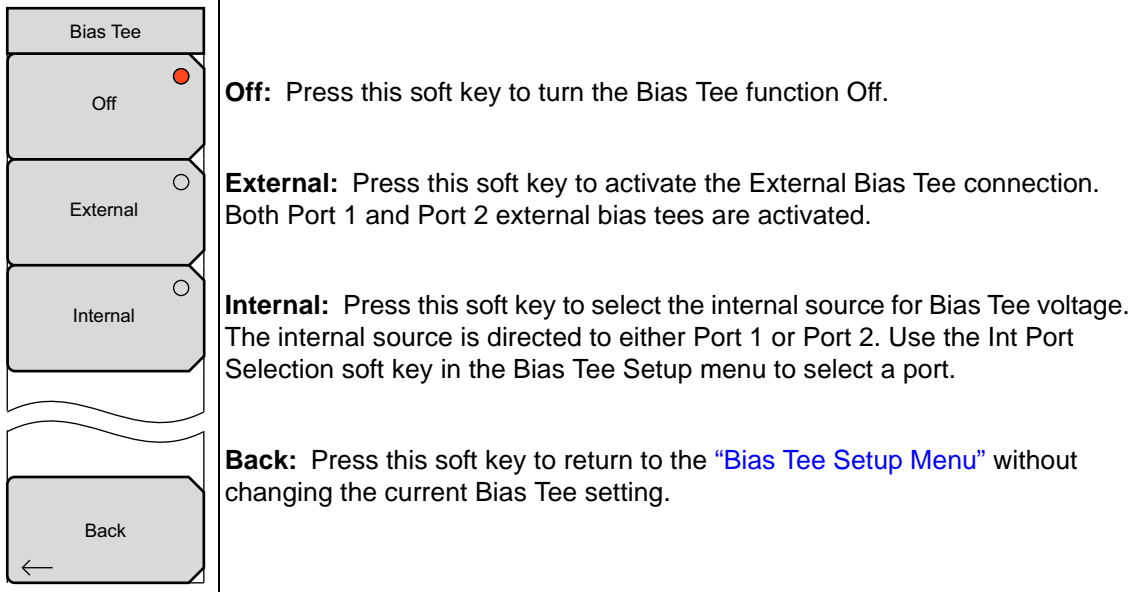 Bias Tee
Off
External
Internal
Back
Off: Press this soft key to turn the Bias Tee function Off.
External: Press this soft key to activate the External Bias Tee connection.
Both Port 1 and Port 2 external bias tees are activated.
Internal: Press this soft key to select the internal source for Bias Tee voltage.
The internal source is directed to either Port 1 or Port 2. Use the Int Port
Selection soft key in the Bias Tee Setup menu to select a port.
Back: Press this soft key to return to the “Bias Tee Setup Menu” without
changing the current Bias Tee setting.